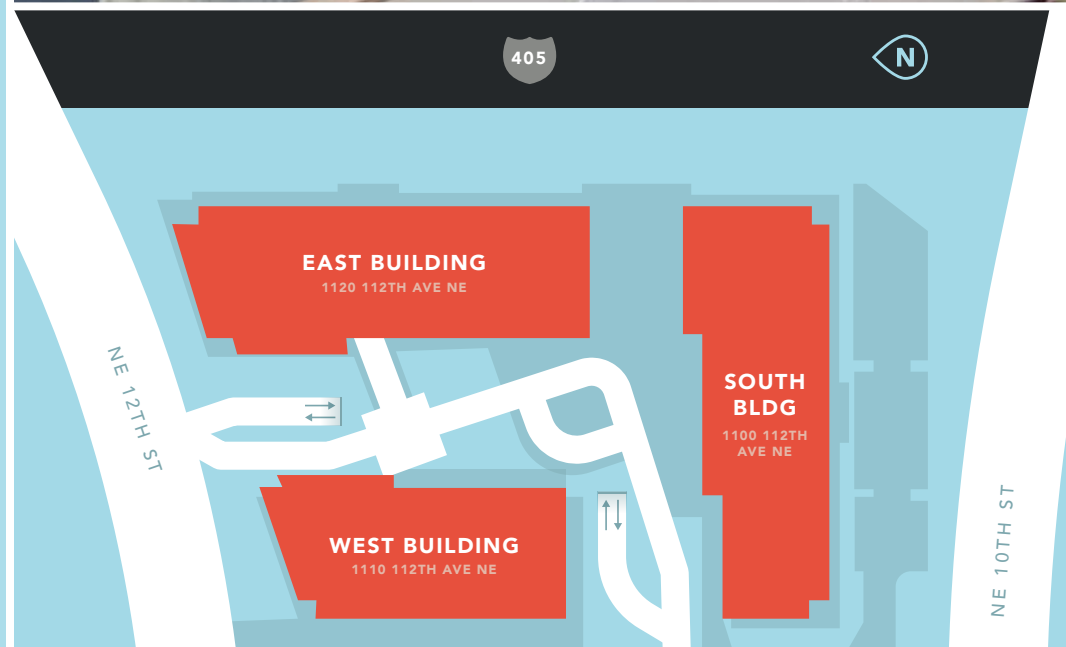 405
N
EAST BUILDING
1120 112TH AVE NE
NE 12TH ST
SOUTH
BLDG
1100 112TH
AVE NE
NE 10TH ST
WEST BUILDING
1110 112TH AVE NE